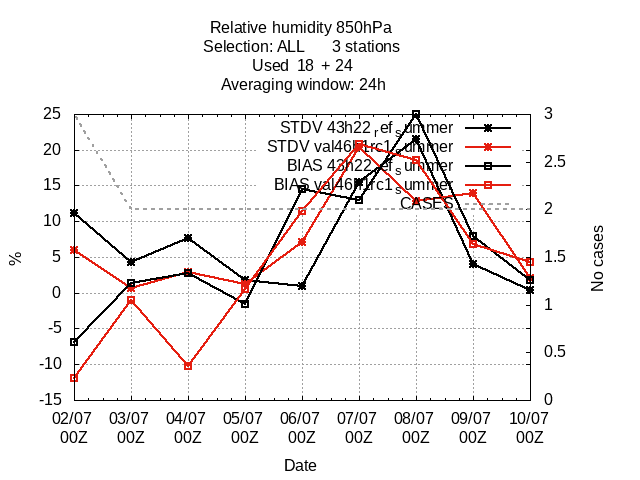 Relative humidity 850hPa
Selection: ALL 3 stations
Used 18 + 24
Averaging window: 24h
25 3
STDV 43h22_ref_summer
STDV val46h1rc1_summer
BIAS 43h22_ref_summer
BIAS val46h1rc1_summer
CASES
20 2.5
15 2
10
5 1.5
0
-5 1
-10 0.5
-15 0
%
No cases
02/07 03/07 04/07 05/07 06/07 07/07 08/07 09/07 10/07
00Z 00Z 00Z 00Z 00Z 00Z 00Z 00Z 00Z
Date